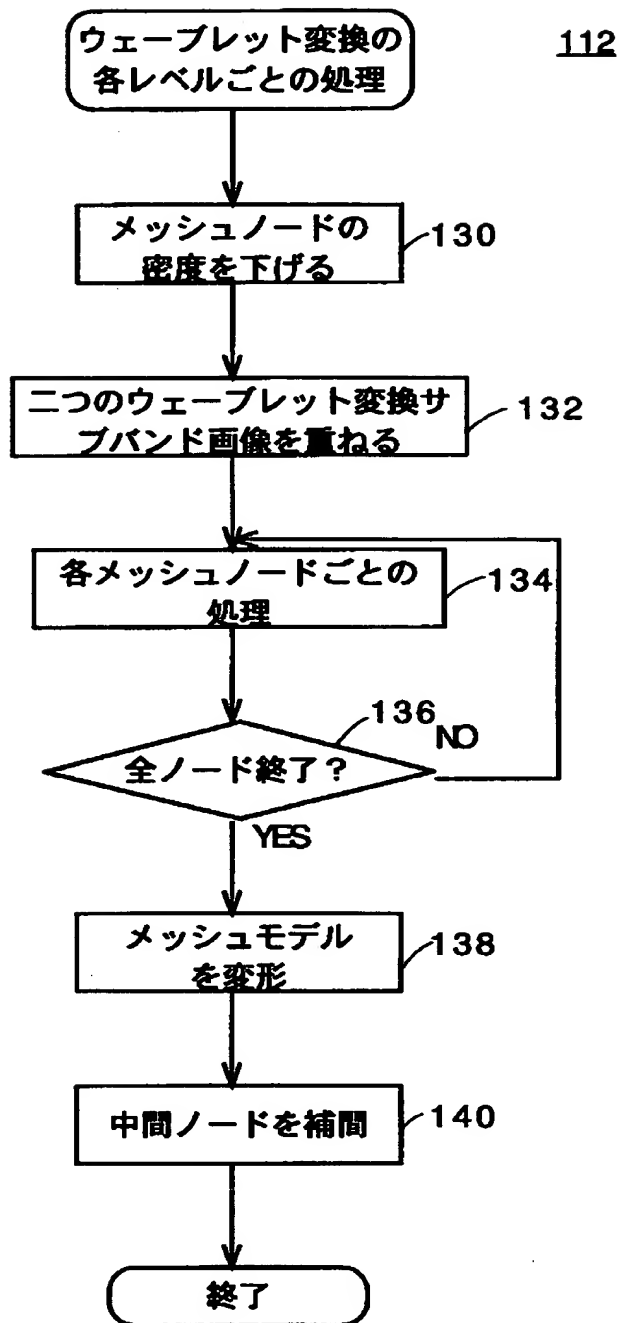 ウェーブレット変換の
各レベルごとの処理
112
メッシュノードの
密度を下げる
130
二つのウェーブレット変換サ
ブバンド画像を重ねる
132
各メッシュノードごとの
処理
134
136
NO
全ノード終了?
YES
メッシュモデル
を変形
138
中間ノードを補間
140
終了